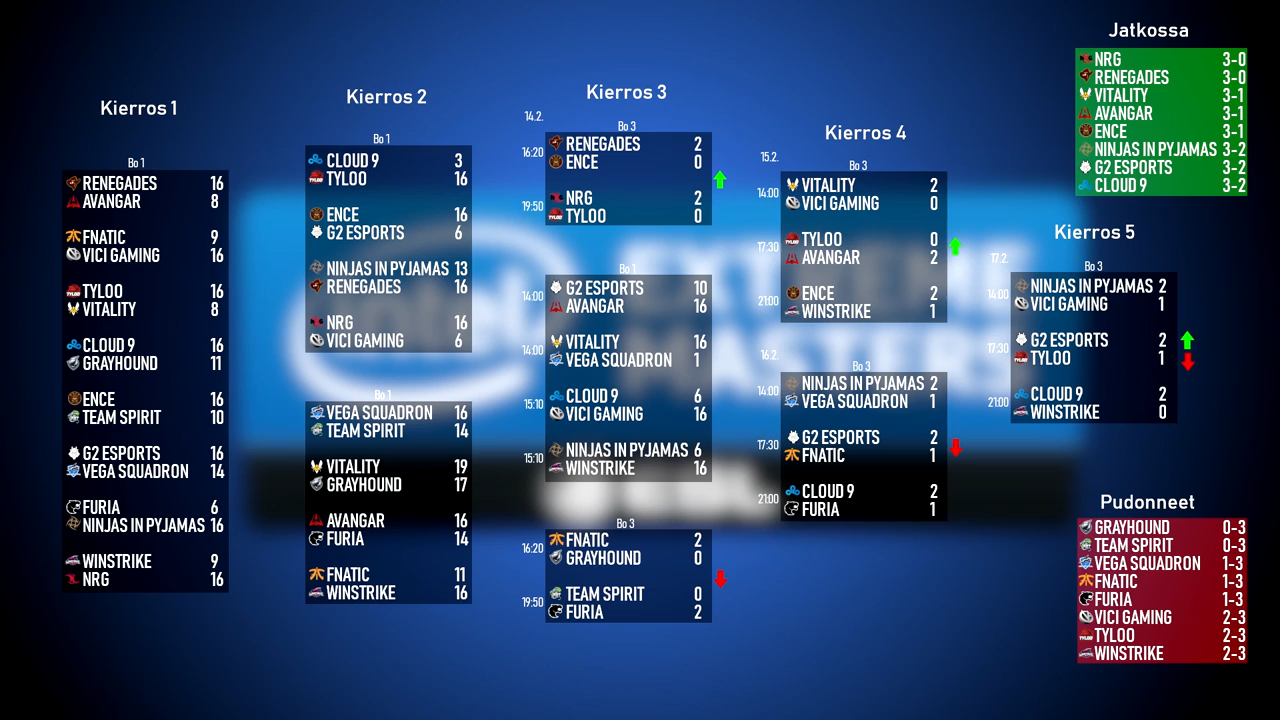 Kierros 1
Bo 1
RENEGADES 16
AVANGAR 8
FNATIC 9
VICI GAMING 16
TYLOO 16
VITALITY 8
CLOUD 9 16
GRAYHOUND 11
ENCE 16
TEAM SPIRIT 10
G2 ESPORTS 16
VEGA SQUADRON 14
FURIA 6
NINJAS IN PYJAMAS 16
WINSTRIKE 9
NRG 16
Kierros 2
Bo 1
CLOUD 9 3
TYLOO 16
ENCE 16
G2 ESPORTS 6
NINJAS IN PYJAMAS 13
RENEGADES 16
NRG 16
VICI GAMING 6
Bo 1
VEGA SQUADRON 16
TEAM SPIRIT 14
VITALITY 19
GRAYHOUND 17
AVANGAR 16
FURIA 14
FNATIC 11
WINSTRIKE 16
Kierros 3
14.2.
Bo 3
16:20
RENEGADES 2
ENCE 0
19:50
NRG 2
TYLOO 0
Bo 1
14:00
G2 ESPORTS 10
AVANGAR 16
14:00
VITALITY 16
VEGA SQUADRON 1
15:10
CLOUD 9 6
VICI GAMING 16
15:10
NINJAS IN PYJAMAS 6
WINSTRIKE 16
Bo 3
16:20
FNATIC 2
GRAYHOUND 0
19:50
TEAM SPIRIT 0
FURIA 2
Kierros 4
15.2.
Bo 3
14:00
VITALITY 2
VICI GAMING 0
17:30
TYLOO 0
AVANGAR 2
21:00
ENCE 2
WINSTRIKE 1
16.2.
Bo 3
14:00
NINJAS IN PYJAMAS 2
VEGA SQUADRON 1
17:30
G2 ESPORTS 2
FNATIC 1
21:00
CLOUD 9 2
FURIA 1
Kierros 5
17.2.
Bo 3
14:00
NINJAS IN PYJAMAS 2
VICI GAMING 1
17:30
G2 ESPORTS 2
TYLOO 1
21:00
CLOUD 9 2
WINSTRIKE 0
Jatkossa
NRG 3-0
RENEGADES 3-0
VITALITY 3-1
AVANGAR 3-1
ENCE 3-1
NINJAS IN PYJAMAS 3-2
G2 ESPORTS 3-2
CLOUD 9 3-2
Pudonneet
GRAYHOUND 0-3
TEAM SPIRIT 0-3
VEGA SQUADRON 1-3
FNATIC 1-3
FURIA 1-3
VICI GAMING 2-3
TYLOO 2-3
WINSTRIKE 2-3